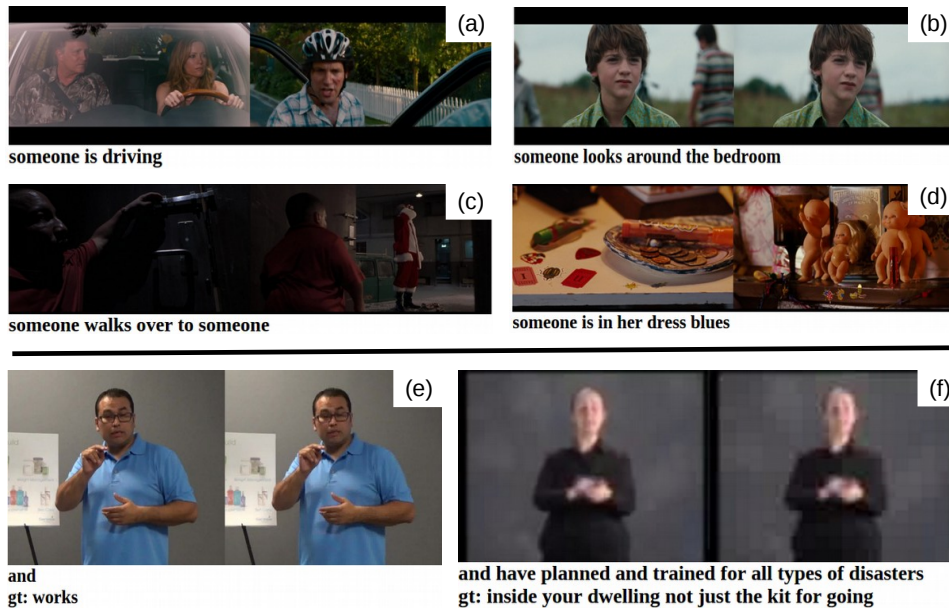 (a)
(b)
someone is driving
someone looks around the bedroom
(c)
(d)
someone walks over to someone
someone is in her dress blues
(e)
(f)
and
gt: works
and have planned and trained for all types of disasters
gt: inside your dwelling not just the kit for going